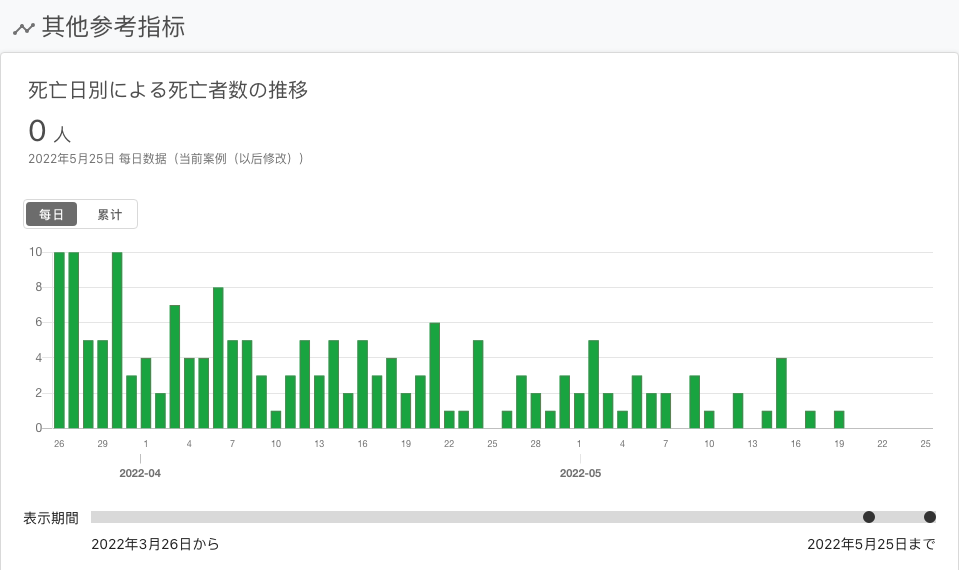 其他参考指标
死亡日別による死亡者数の推移
0 人
2022年5月25日 每日数据（当前案例（以后修改））
每日 累计
10
8
6
4
2
0
26 29 1 4 7 10 13 16 19 22 25 28 1 4 7 10 13 16 19 22 25
2022-04 2022-05
表示期間
2022年3月26日から 2022年5月25日まで